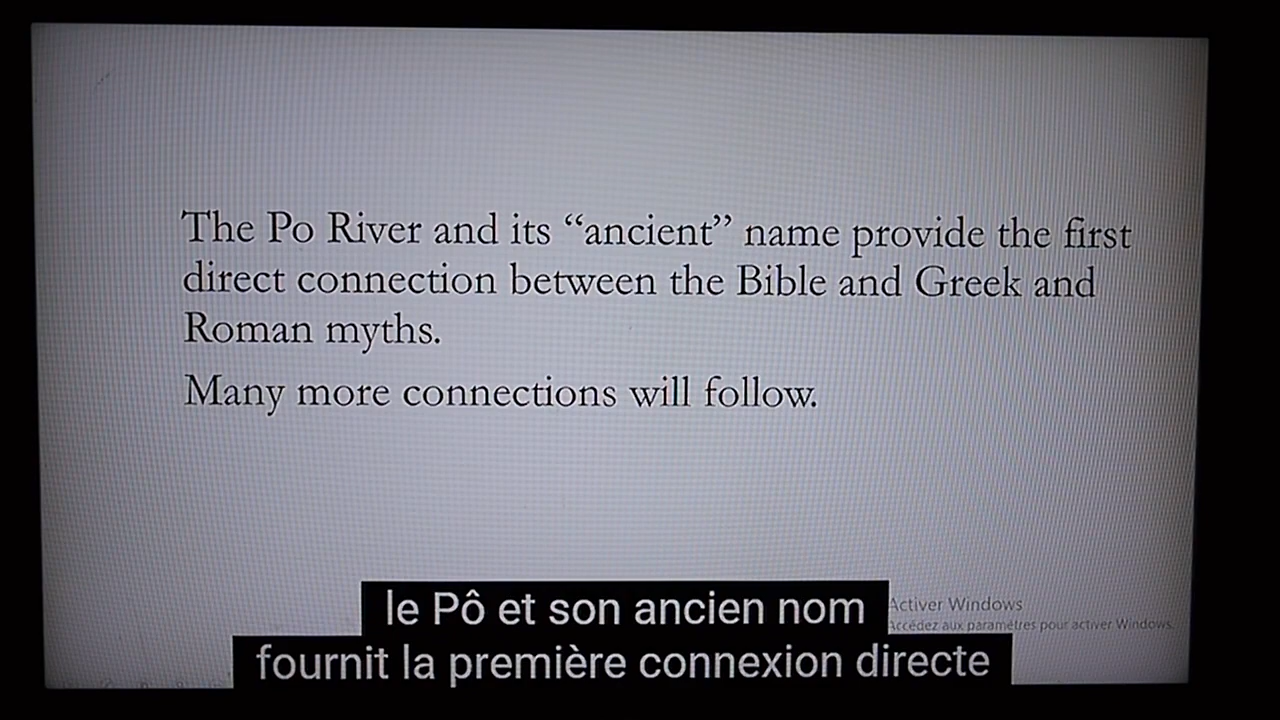 The Po River and its “ancient” name provide the first
direct connection between the Bible and Greek and
Roman myths.
Many more connections will follow.
le Pô et son ancien nom
Activer Windows
Accédez aux paramètres pour activer Windows.
fournit la première connexion directe